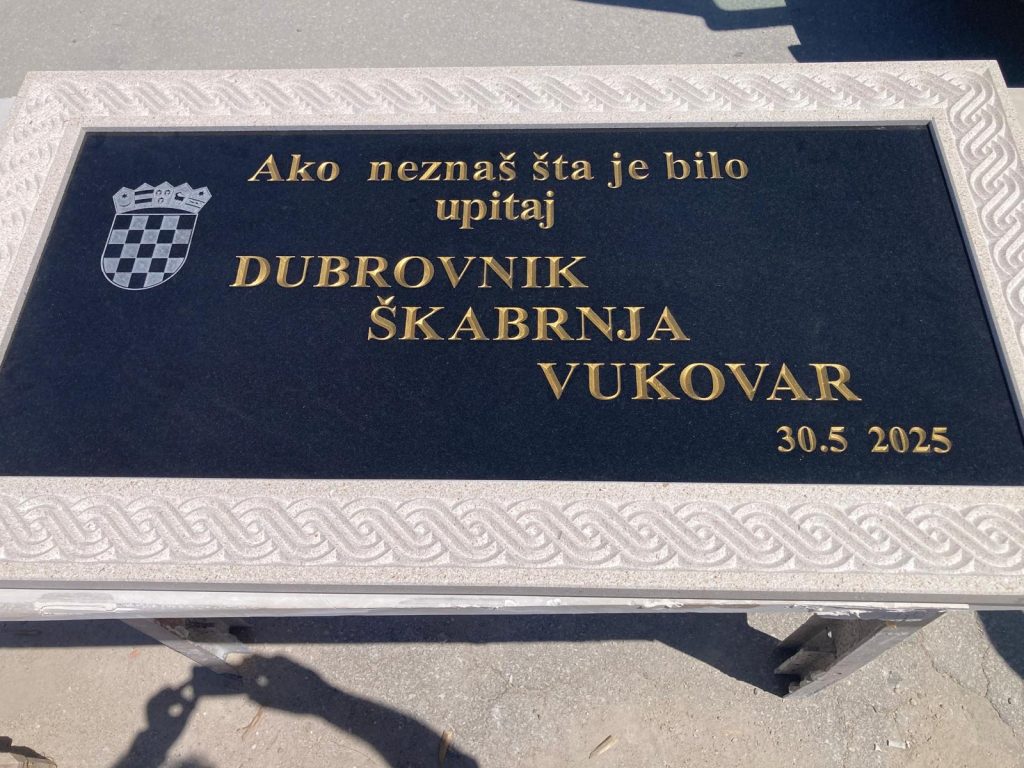 Ako neznaš šta je bilo
upitaj
DUBROVNIK
ŠKABRNJA
VUKOVAR
30.5 2025